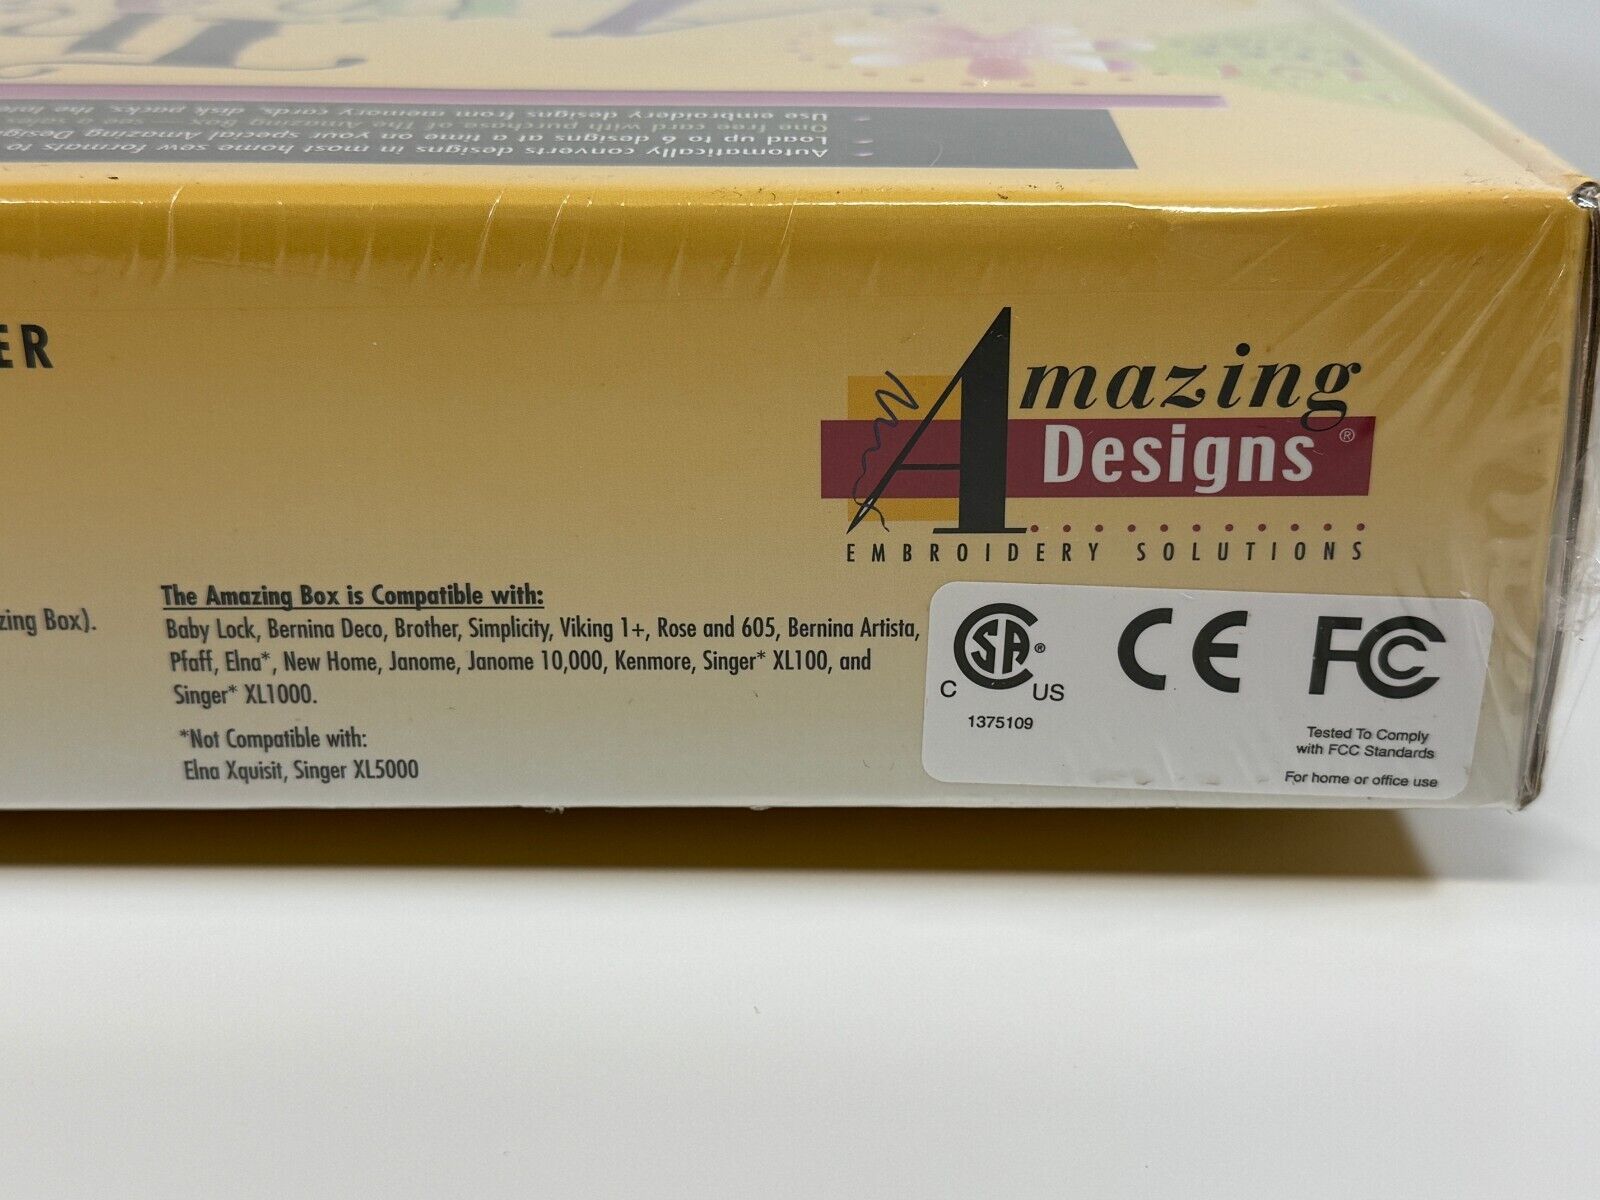 Automatically converts designs in most home sew formats to
Load up to 6 designs at a time on your special Amazing Design
One free card with purchase of The Amazing Box — see a sales
Use embroidery designs from memory cards, disk packs, the
ER
Amazing
Designs®
EMBROIDERY SOLUTIONS
zing Box).
The Amazing Box is Compatible with:
Baby Lock, Bernina Deco, Brother, Simplicity, Viking 1+, Rose and 605, Bernina Artista,
Pfaff, Elna*, New Home, Janome, Janome 10,000, Kenmore, Singer* XL100, and
Singer* XL1000.
*Not Compatible with:
Elna Xquisit, Singer XL5000
CSA®
C US
1375109
CE
FCC
Tested To Comply
with FCC Standards
For home or office use